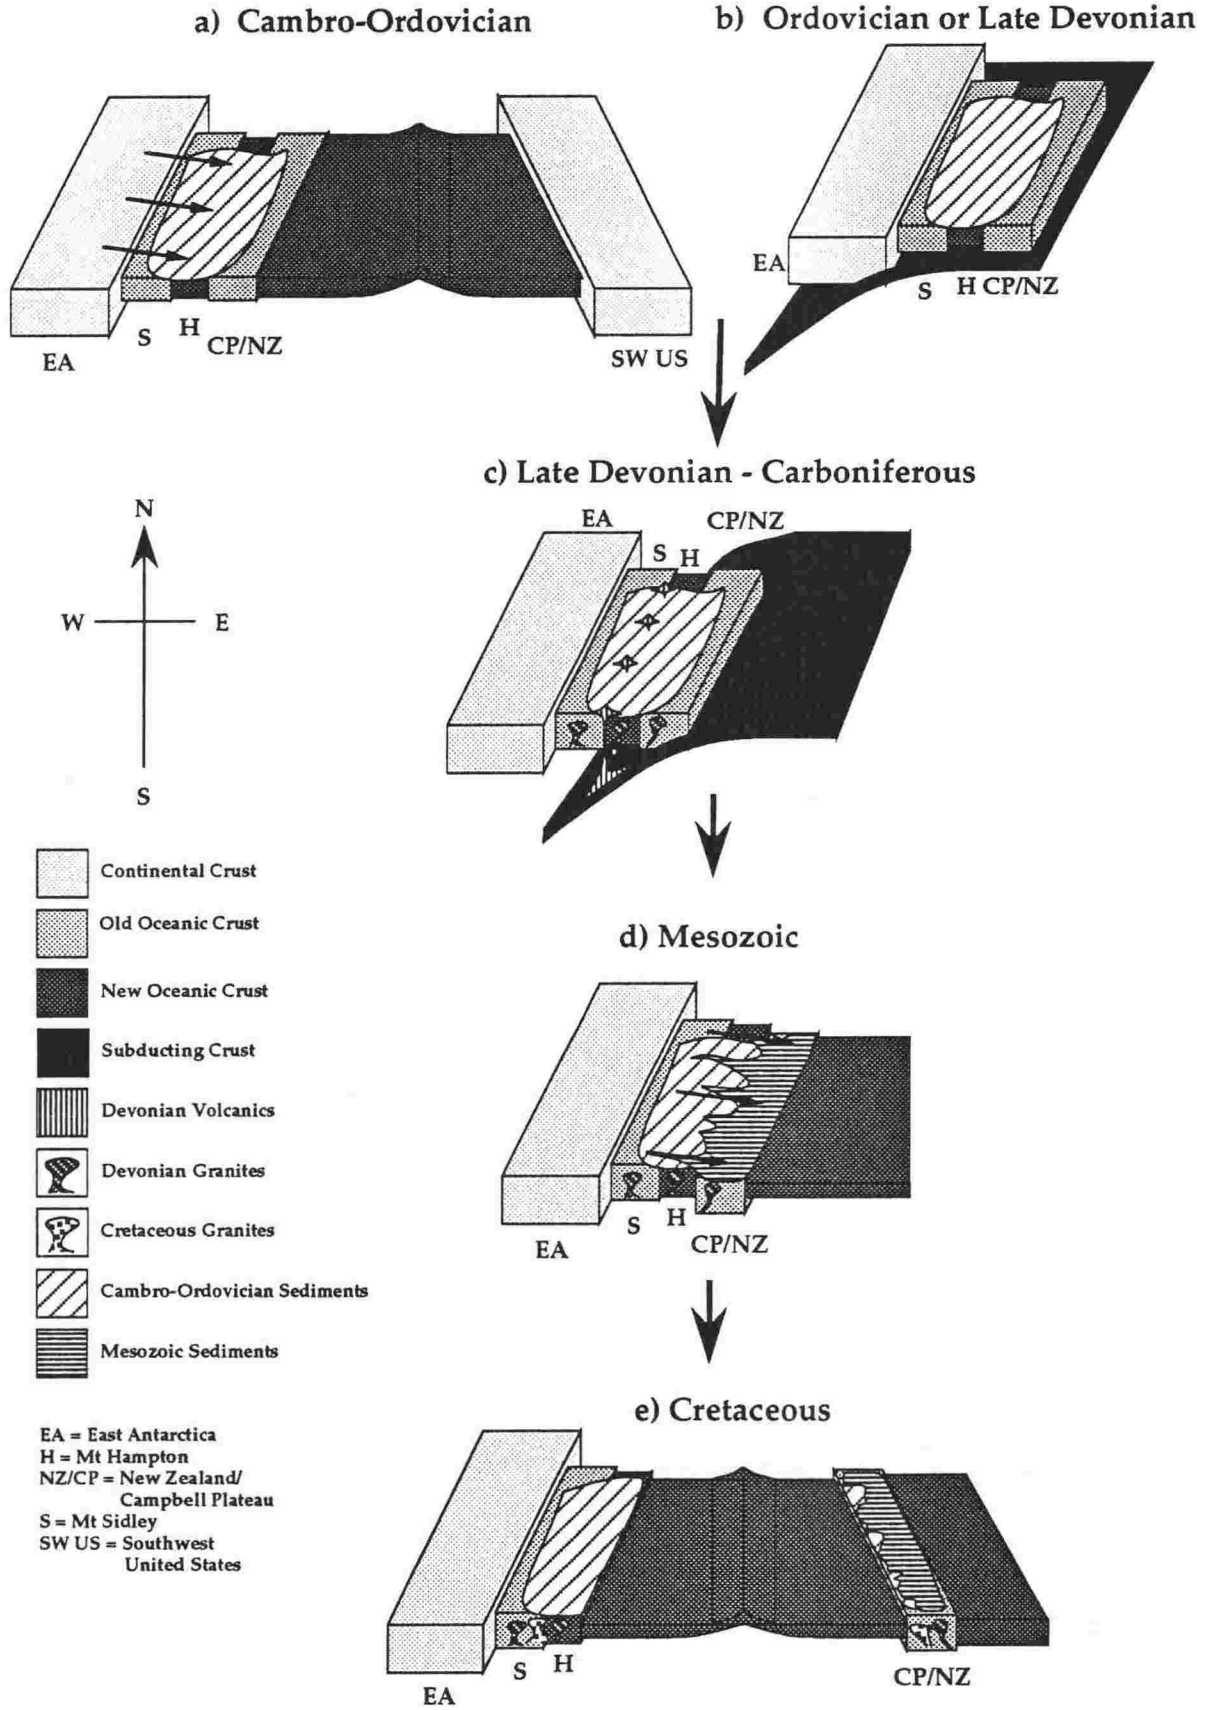 a) Cambro-Ordovician
b) Ordovician or Late Devonian
EA
S
H
CP/NZ
SW US
EA
S
H CP/NZ
c) Late Devonian - Carboniferous
EA
CP/NZ
S
H
N
W
E
S
Continental Crust
Old Oceanic Crust
New Oceanic Crust
Subducting Crust
Devonian Volcanics
Devonian Granites
Cretaceous Granites
Cambro-Ordovician Sediments
Mesozoic Sediments
d) Mesozoic
EA
S
H
CP/NZ
e) Cretaceous
EA = East Antarctica
H = Mt Hampton
NZ/CP = New Zealand/
Campbell Plateau
S = Mt Sidley
SW US = Southwest
United States
EA
S
H
CP/NZ